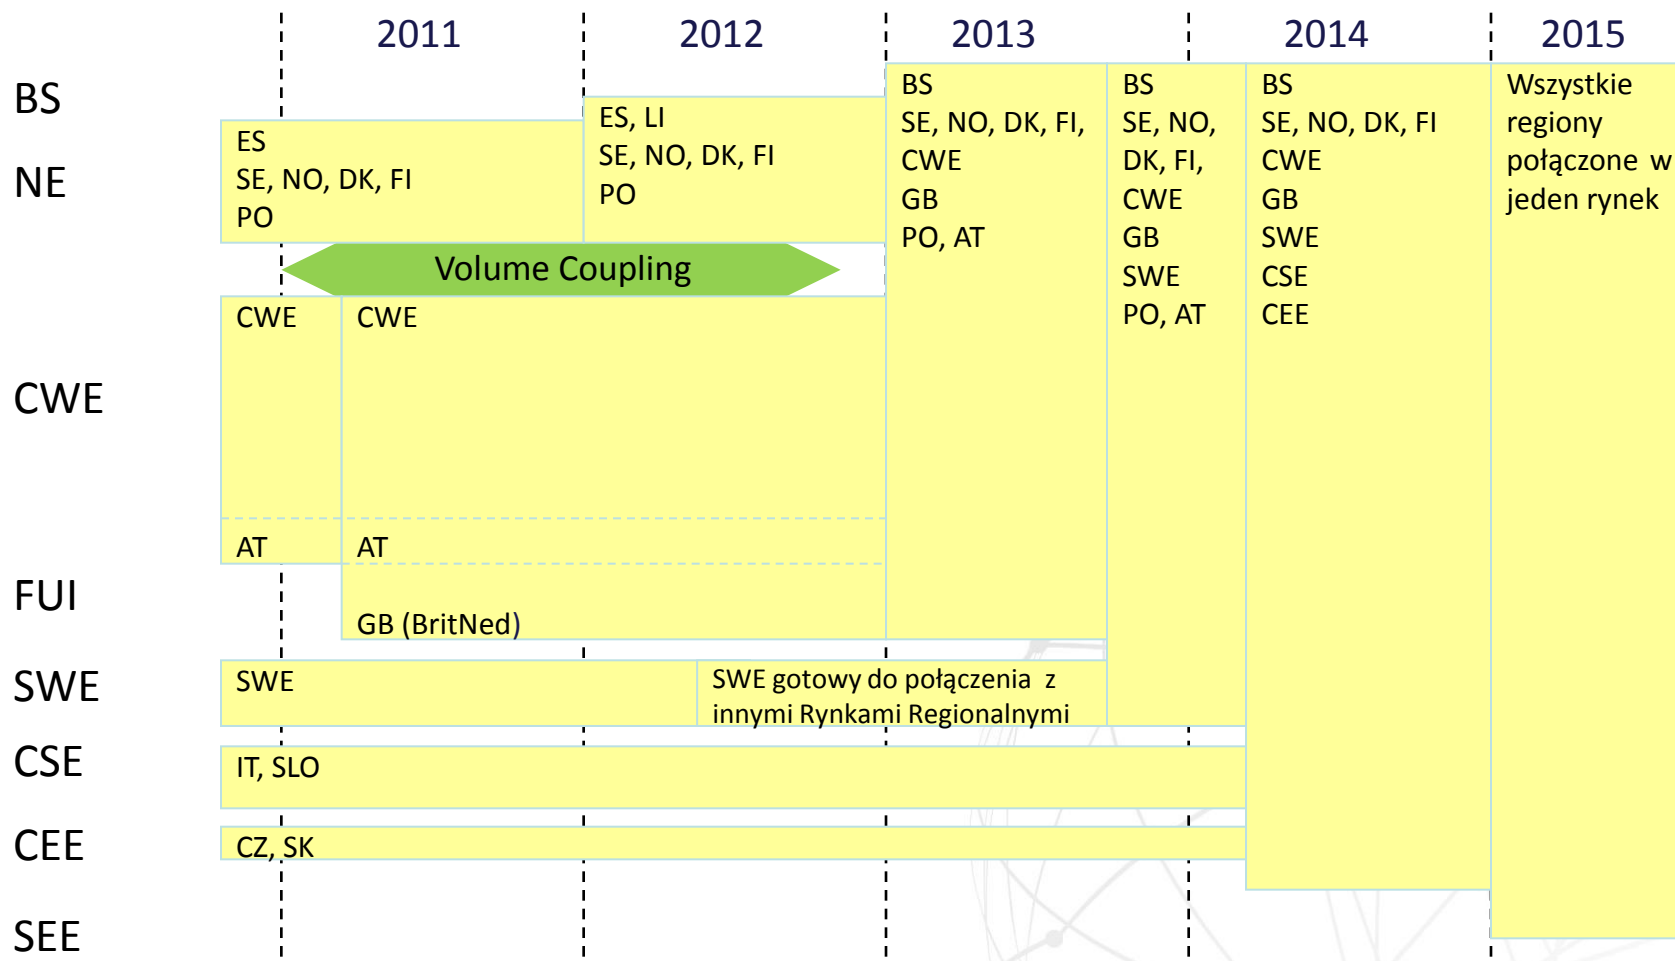 2011
2012
2013
2014
2015
BS
NE
CWE
FUI
SWE
CSE
CEE
SEE
ES
SE, NO, DK, FI
PO
ES, LI
SE, NO, DK, FI
PO
Volume Coupling
CWE
AT
CWE
AT
GB (BritNed)
SWE
SWE gotowy do połączenia z
innymi Rynkami Regionalnymi
IT, SLO
CZ, SK
BS
SE, NO, DK, FI,
CWE
GB
PO, AT
BS
SE, NO,
DK, FI,
CWE
GB
SWE
PO, AT
BS
SE, NO, DK, FI
CWE
GB
SWE
CSE
CEE
Wszystkie
regiony
połączone w
jeden rynek